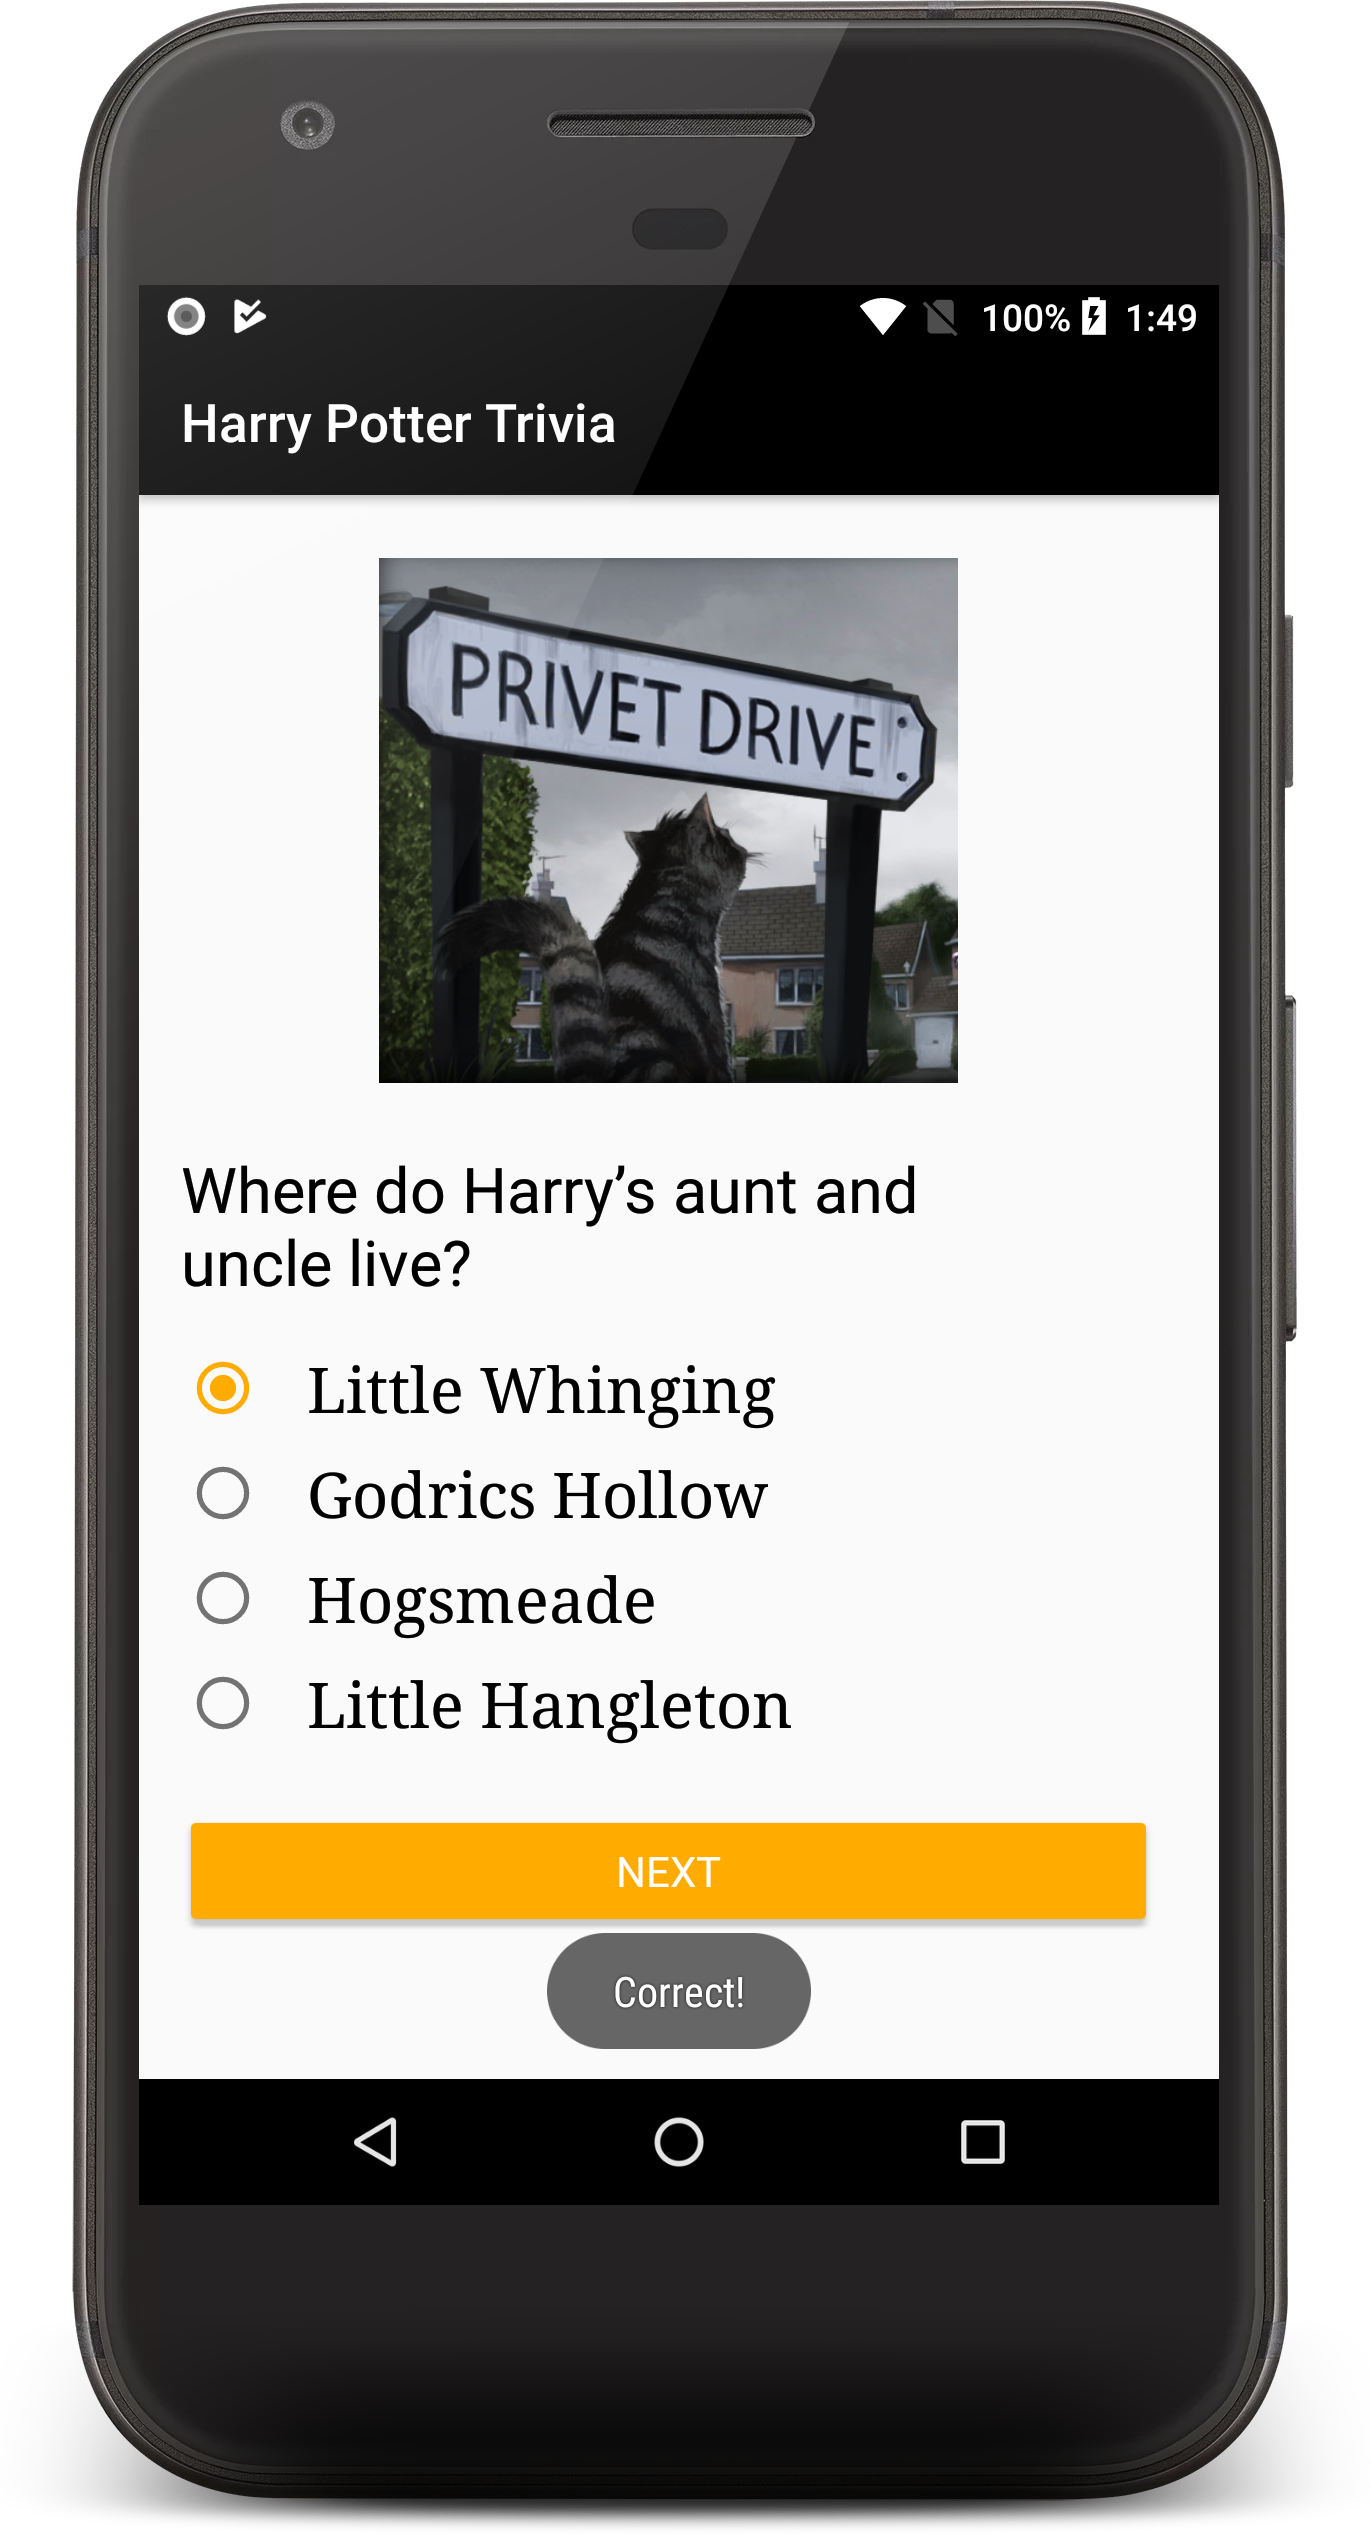 100% 1:49
Harry Potter Trivia
PRIVET DRIVE
Where do Harry’s aunt and
uncle live?
Little Whinging
Godrics Hollow
Hogsmeade
Little Hangleton
NEXT
Correct!